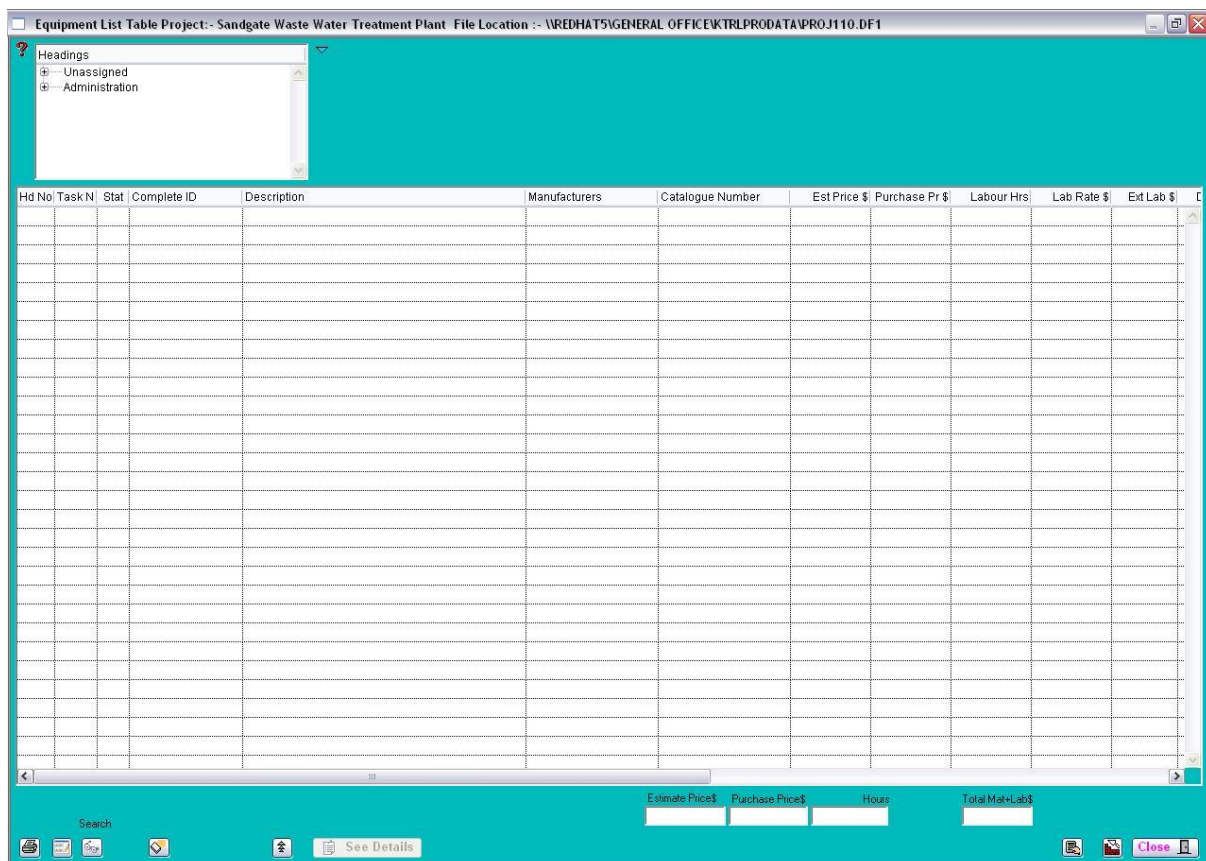 Equipment List Table Project:- Sandgate Waste Water Treatment Plant File Location :- \\REDHAT5\GENERAL OFFICE\KTRLPRODATA\PROJ110.DF1
?
Headings
Unassigned
Administration
Hd No Task N Stat Complete ID Description Manufacturers Catalogue Number Est Price $ Purchase Pr $ Labour Hrs Lab Rate $ Ext Lab $
Estimate Price$ Purchase Price$ Hours Total Mat+Lab$
Search
See Details Close